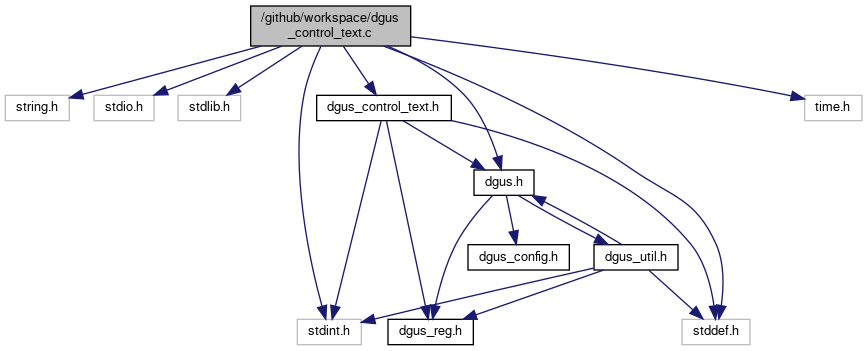 /github/workspace/dgus
_control_text.c
string.h
stdio.h
stdlib.h
dgus_control_text.h
time.h
dgus.h
dgus_config.h
dgus_util.h
stdint.h
dgus_reg.h
stddef.h